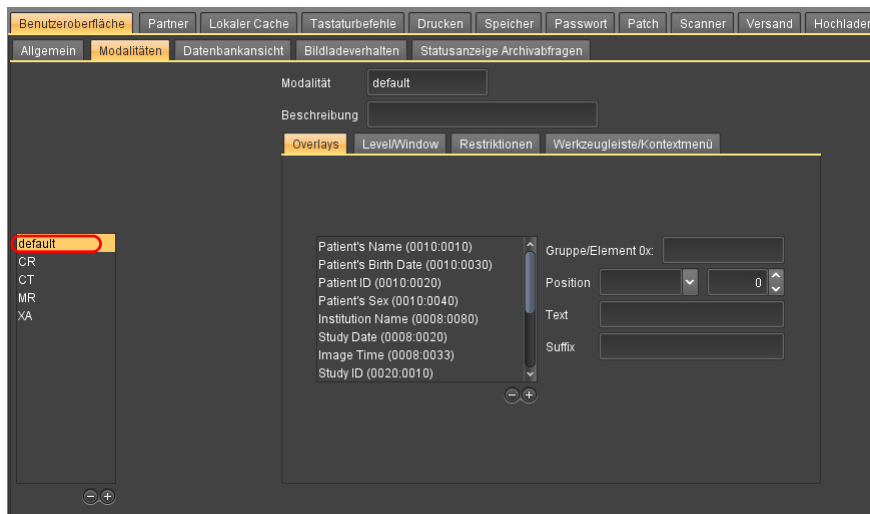 Benutzeroberfläche Partner Lokaler Cache Tastaturbefehle Drucken Speicher Passwort Patch Scanner Versand Hochladen
Allgemein Modalitäten Datenbankansicht Bildladeverhalten Statusanzeige Archivabfragen
Modalität default
Beschreibung
Overlays Level/Window Restriktionen Werkzeugleiste/Kontextmenü
default
CR
CT
MR
XA
Patient's Name (0010:0010)
Patient's Birth Date (0010:0030)
Patient ID (0010:0020)
Patient's Sex (0010:0040)
Institution Name (0008:0080)
Study Date (0008:0020)
Image Time (0008:0033)
Study ID (0020:0010)
Gruppe/Element 0x:
Position 0
Text
Suffix